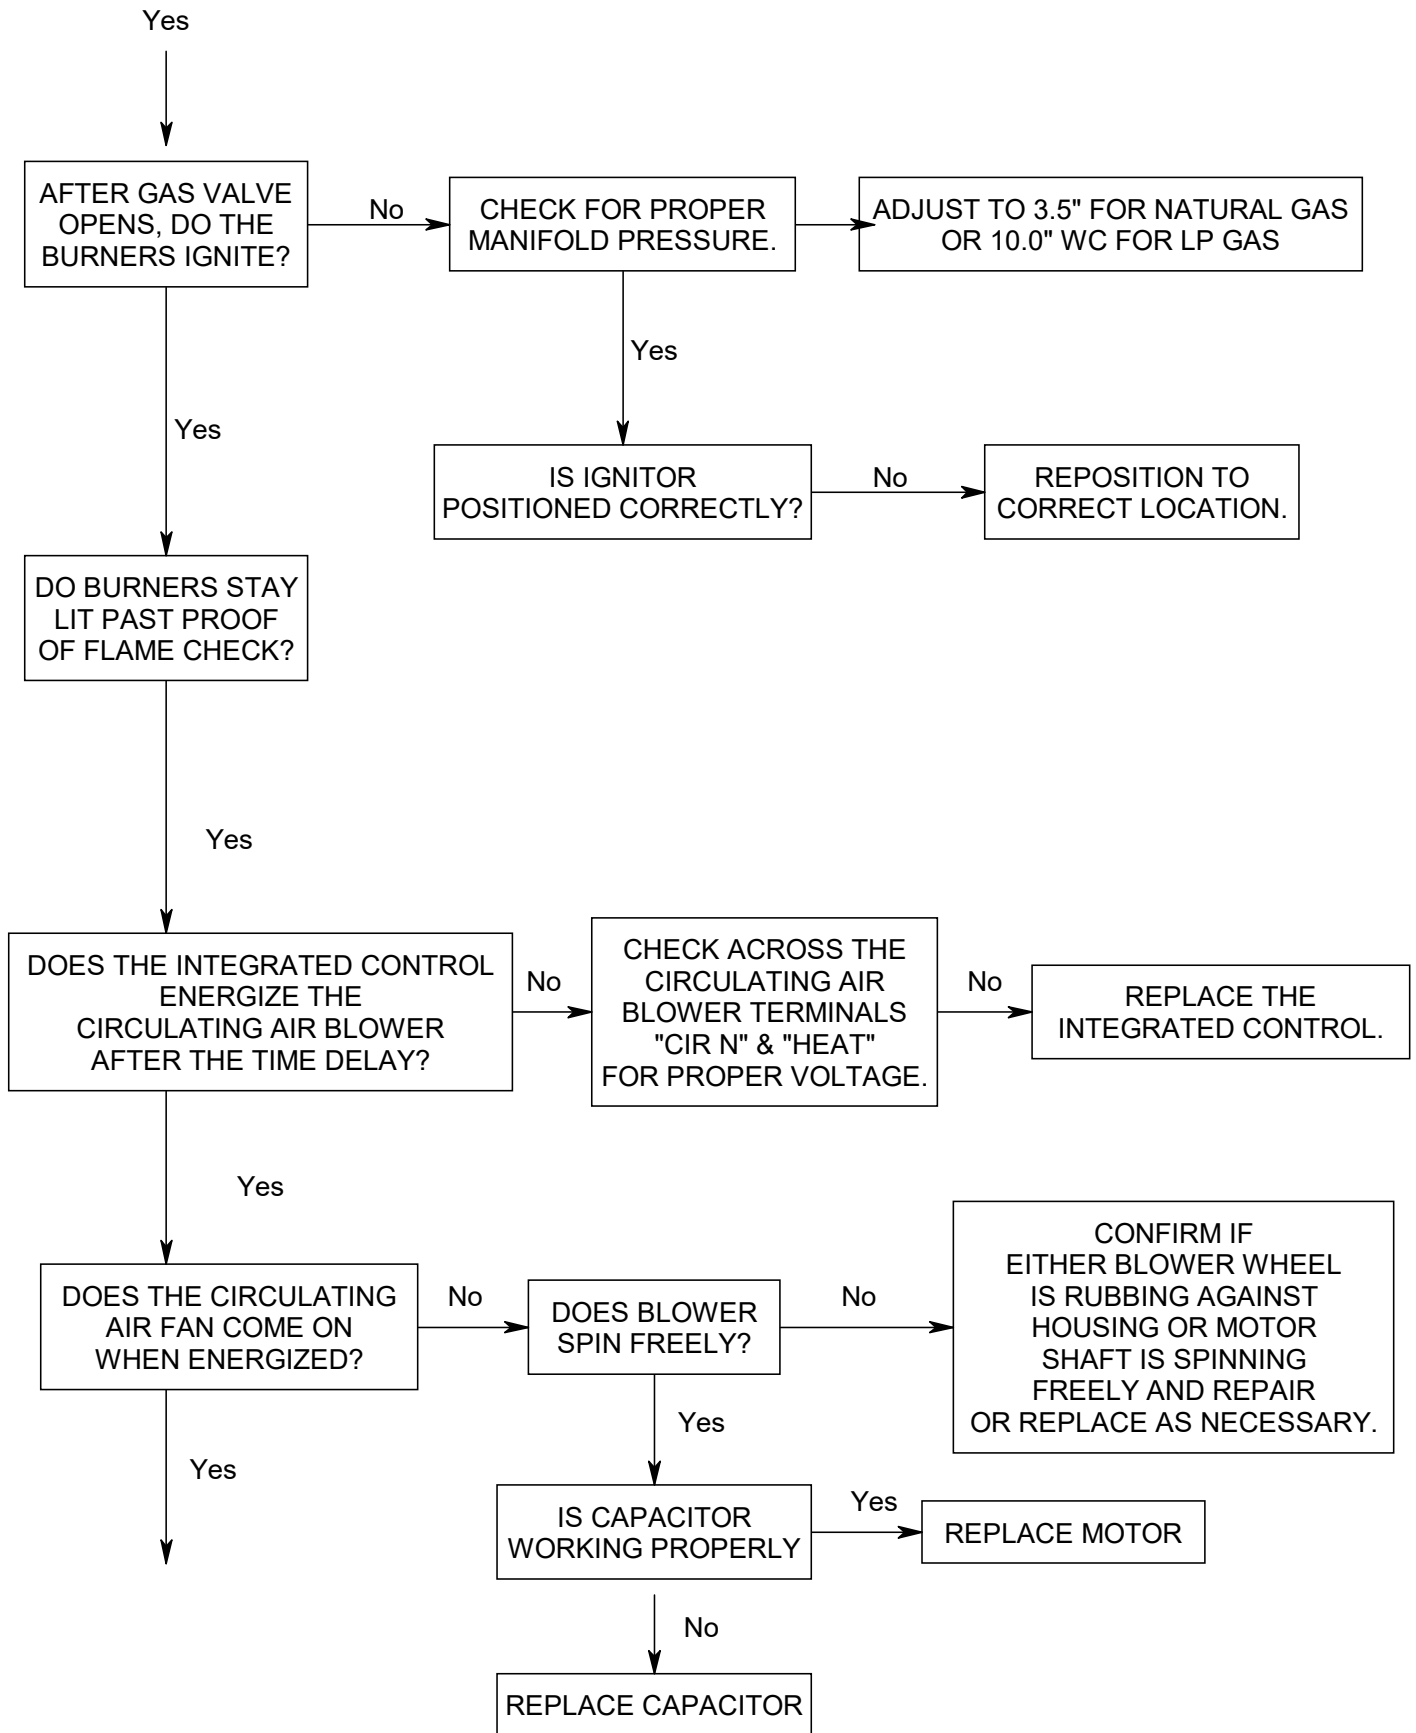 Yes
AFTER GAS VALVE
OPENS, DO THE
BURNERS IGNITE?
No
CHECK FOR PROPER
MANIFOLD PRESSURE.
ADJUST TO 3.5" FOR NATURAL GAS
OR 10.0" WC FOR LP GAS
Yes
Yes
IS IGNITOR
POSITIONED CORRECTLY?
No
REPOSITION TO
CORRECT LOCATION.
DO BURNERS STAY
LIT PAST PROOF
OF FLAME CHECK?
Yes
DOES THE INTEGRATED CONTROL
ENERGIZE THE
CIRCULATING AIR BLOWER
AFTER THE TIME DELAY?
No
CHECK ACROSS THE
CIRCULATING AIR
BLOWER TERMINALS
"CIR N" & "HEAT"
FOR PROPER VOLTAGE.
No
REPLACE THE
INTEGRATED CONTROL.
Yes
DOES THE CIRCULATING
AIR FAN COME ON
WHEN ENERGIZED?
No
DOES BLOWER
SPIN FREELY?
No
CONFIRM IF
EITHER BLOWER WHEEL
IS RUBBING AGAINST
HOUSING OR MOTOR
SHAFT IS SPINNING
FREELY AND REPAIR
OR REPLACE AS NECESSARY.
Yes
Yes
IS CAPACITOR
WORKING PROPERLY
Yes
REPLACE MOTOR
No
REPLACE CAPACITOR